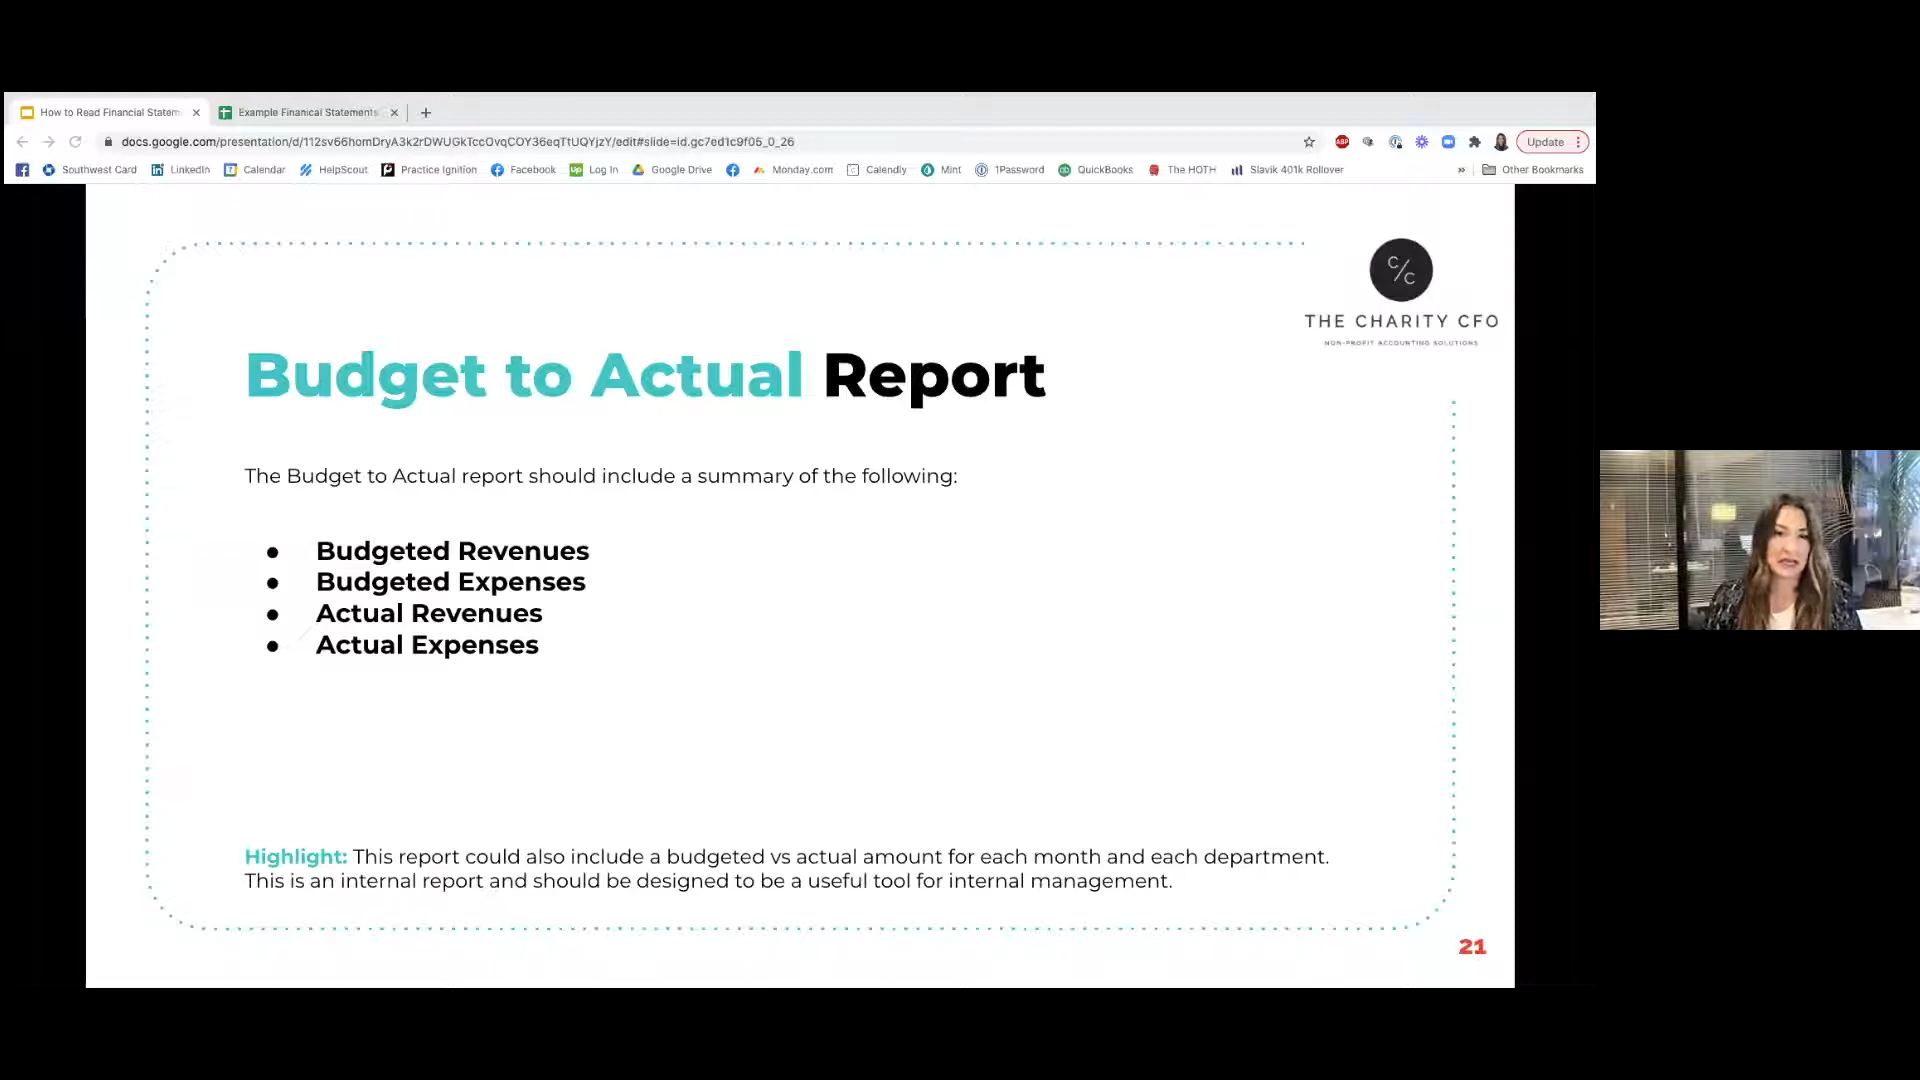 How to Read Financial Statem
Example Finanical Statements
docs.google.com/presentation/d/112sv66homDryA3k2rDWUGkTccOvqCOY36eqTtUQYjzY/edit#slide=id.gc7ed1c9f05_0_26
ABP
Update
Southwest Card
LinkedIn
Calendar
HelpScout
Practice Ignition
Facebook
up Log In
Google Drive
Monday.com
Calendly
Mint
1Password
QuickBooks
The HOTH
Slavik 401k Rollover
»
Other Bookmarks
C/C
THE CHARITY CFO
NON-PROFIT ACCOUNTING SOLUTIONS
Budget to Actual Report
The Budget to Actual report should include a summary of the following:
● Budgeted Revenues
● Budgeted Expenses
● Actual Revenues
● Actual Expenses
Highlight: This report could also include a budgeted vs actual amount for each month and each department.
This is an internal report and should be designed to be a useful tool for internal management.
21